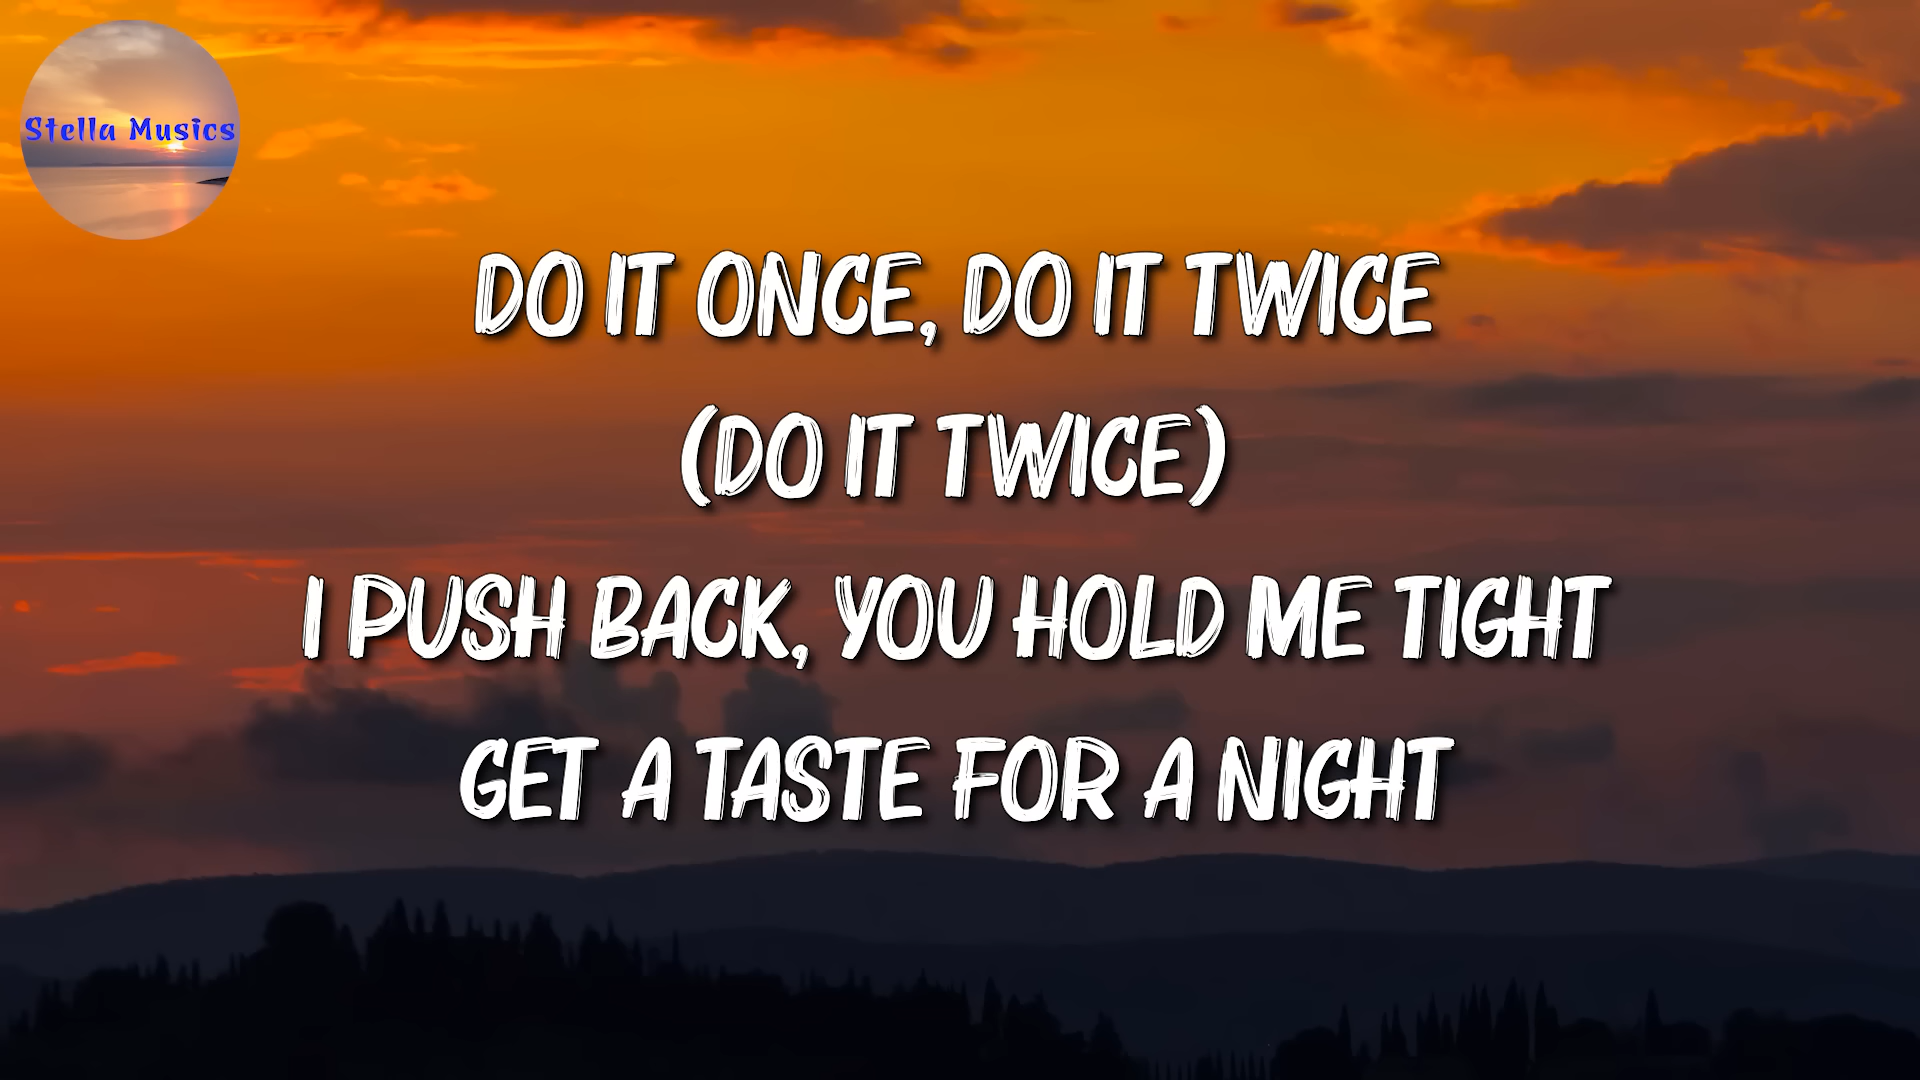 Stella Musics
DO IT ONCE, DO IT TWICE
(DO IT TWICE)
I PUSH BACK, YOU HOLD ME TIGHT
GET A TASTE FOR A NIGHT